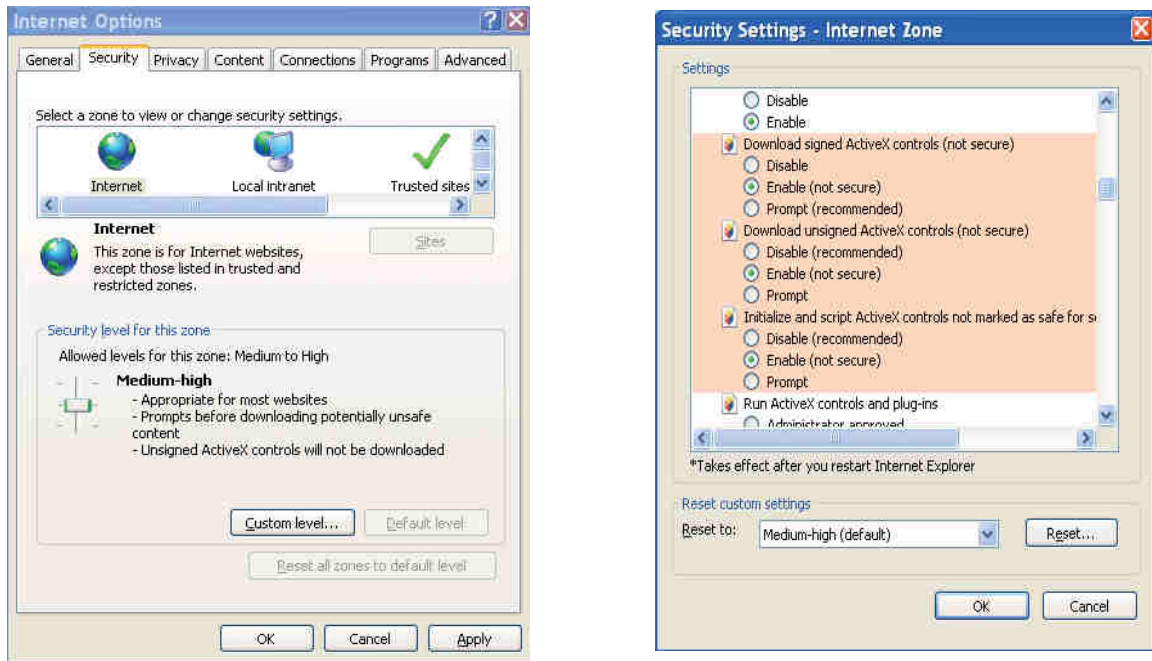 Internet Options
General Security Privacy Content Connections Programs Advanced
Select a zone to view or change security settings.
Internet Local intranet Trusted sites
Internet
Sites
This zone is for Internet websites,
except those listed in trusted and
restricted zones.
Security level for this zone
Allowed levels for this zone: Medium to High
Medium-high
- Appropriate for most websites
- Prompts before downloading potentially unsafe
content
- Unsigned ActiveX controls will not be downloaded
Custom level... Default level
Reset all zones to default level
OK Cancel Apply
Security Settings - Internet Zone
Settings
Disable
Enable
Download signed ActiveX controls (not secure)
Disable
Enable (not secure)
Prompt (recommended)
Download unsigned ActiveX controls (not secure)
Disable (recommended)
Enable (not secure)
Prompt
Initialize and script ActiveX controls not marked as safe for
Disable (recommended)
Enable (not secure)
Prompt
Run ActiveX controls and plug-ins
Administrator approved
*Takes effect after you restart Internet Explorer
Reset custom settings
Reset to: Medium-high (default) Reset...
OK Cancel